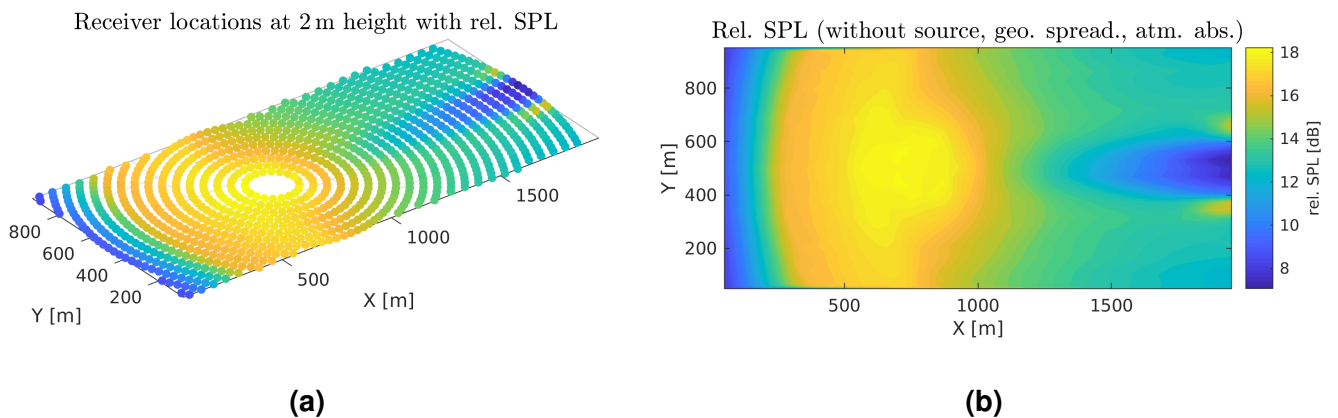 Receiver locations at 2 m height with rel. SPL
800
600
400
200
Y [m]
500
1000
1500
X [m]
(a)
Rel. SPL (without source, geo. spread., atm. abs.)
800
600
400
200
Y [m]
500
1000
1500
X [m]
18
16
14
12
10
8
rel. SPL [dB]
(b)